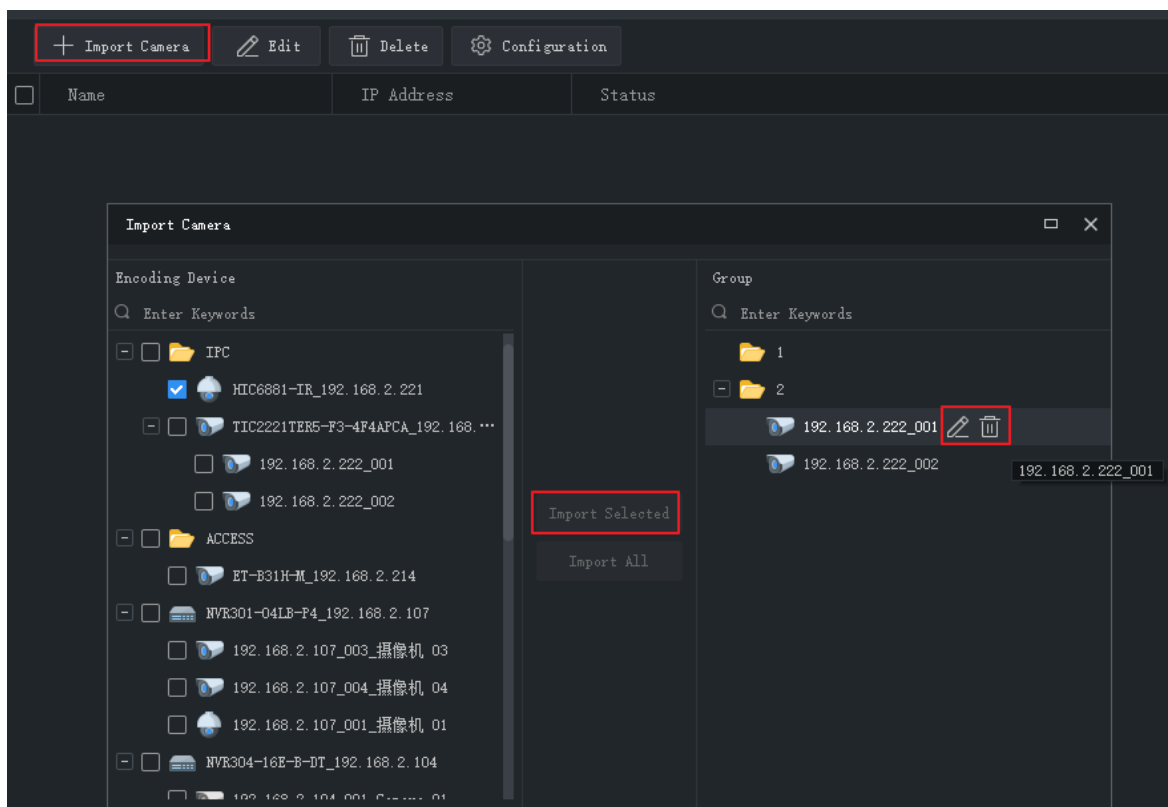 Import Camera Edit Delete Configuration
Name IP Address Status
Import Camera
Encoding Device
Enter Keywords
IPC
HIC6881-IR_192.168.2.221
TIC2221TER5-F3-4F4APCA_192.168.···
192.168.2.222_001
192.168.2.222_002
ACCESS
ET-B31H-M_192.168.2.214
NVR301-04LB-P4_192.168.2.107
192.168.2.107_003_摄像机 03
192.168.2.107_004_摄像机 04
192.168.2.107_001_摄像机 01
NVR304-16E-B-DT_192.168.2.104
Import Selected
Import All
Group
Enter Keywords
1
2
192.168.2.222_001
192.168.2.222_002
192.168.2.222_001